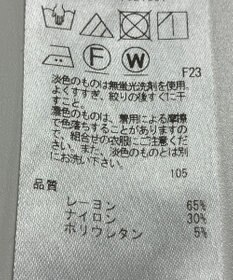 F
W
F23
淡色のものは無蛍光洗剤を使用。
よくすすぎ、絞りの後すぐに干
すこと。
濃色のものは、着用による摩擦
で色落ちすることがありますの
で、組合せの衣服にご注意くださ
い。また、淡色のものとは別
にお洗い下さい。
105
品質
レーヨン 65%
ナイロン 30%
ポリウレタン 5%